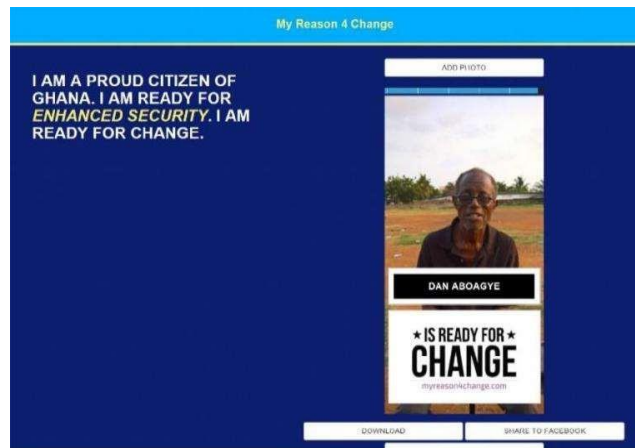 My Reason 4 Change
I AM A PROUD CITIZEN OF
GHANA. I AM READY FOR
ENHANCED SECURITY. I AM
READY FOR CHANGE.
ADD PHOTO
DAN ABOAGYE
★ IS READY FOR ★
CHANGE
myreason4change.com
DOWNLOAD
SHARE TO FACEBOOK